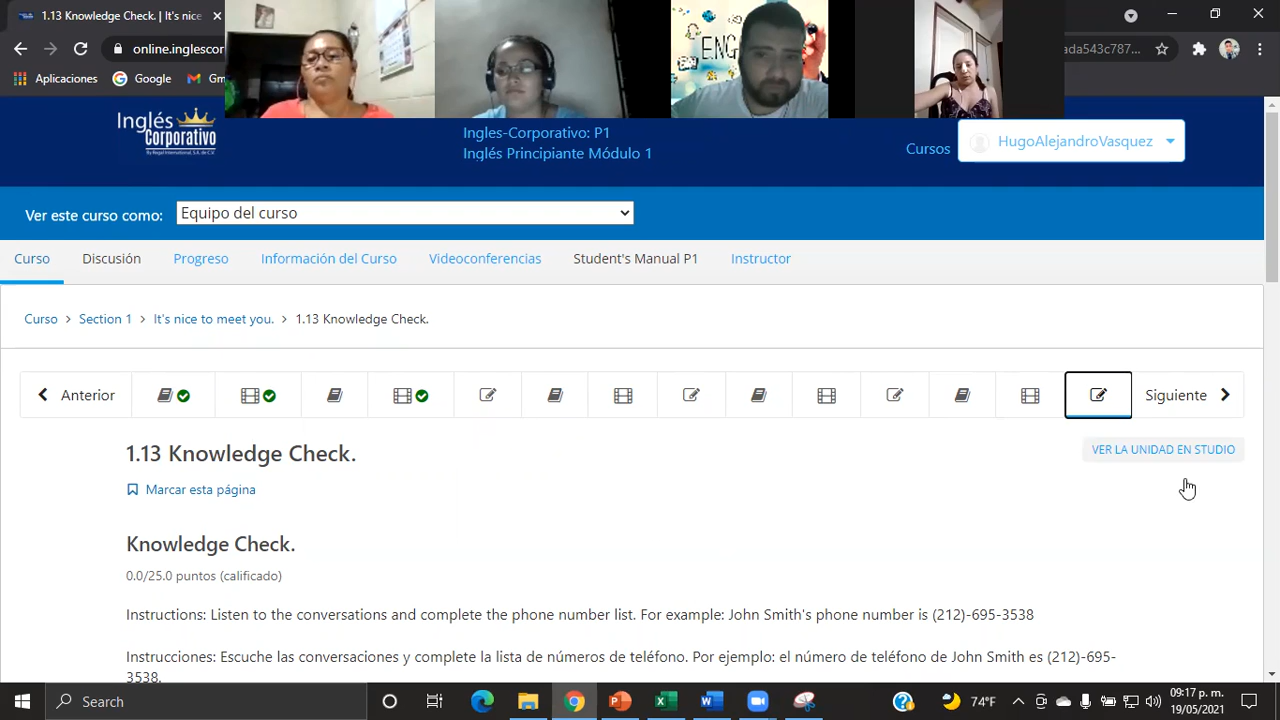 1.13 Knowledge Check. | It's nice
online.inglescor
ada543c787...
Aplicaciones
Google
ENG
Inglés
Corporativo
By Regal International, S.A. de C.V.
Ingles-Corporativo: P1
Inglés Principiante Módulo 1
Cursos
HugoAlejandroVasquez
Ver este curso como:
Equipo del curso
Curso
Discusión
Progreso
Información del Curso
Videoconferencias
Student's Manual P1
Instructor
Curso > Section 1 > It's nice to meet you. > 1.13 Knowledge Check.
Anterior
Siguiente
1.13 Knowledge Check.
VER LA UNIDAD EN STUDIO
Marcar esta página
Knowledge Check.
0.0/25.0 puntos (calificado)
Instructions: Listen to the conversations and complete the phone number list. For example: John Smith's phone number is (212)-695-3538
Instrucciones: Escuche las conversaciones y complete la lista de números de teléfono. Por ejemplo: el número de teléfono de John Smith es (212)-695-
3538.
Search
74°F
09:17 p. m.
19/05/2021